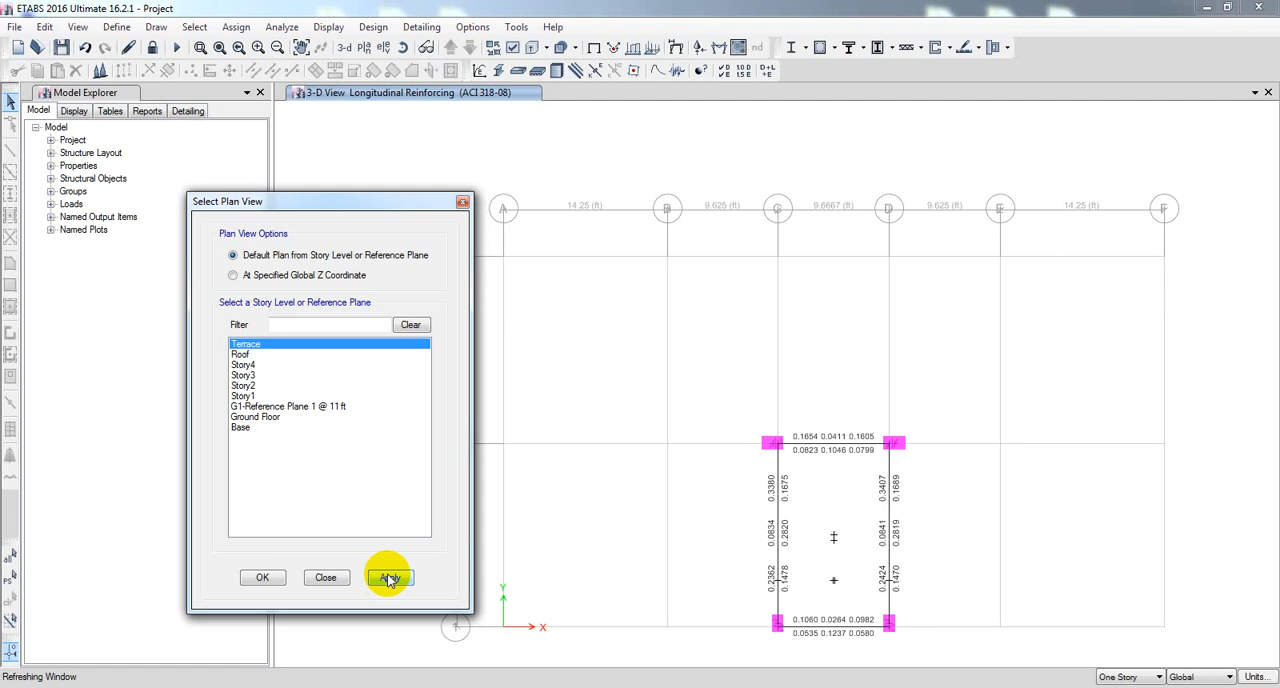 ETABS 2016 Ultimate 16.2.1 - Project
File Edit View Define Draw Select Assign Analyze Display Design Detailing Options Tools Help
3-d
nd
Model Explorer
3-D View Longitudinal Reinforcing (ACI 318-08)
Model Display Tables Reports Detailing
Model
Project
Structure Layout
Properties
Structural Objects
Groups
Loads
Named Output Items
Named Plots
Select Plan View
Plan View Options
Default Plan from Story Level or Reference Plane
At Specified Global Z Coordinate
Select a Story Level or Reference Plane
Filter
Clear
Terrace
Roof
Story4
Story3
Story2
Story1
G1-Reference Plane 1 @ 11 ft
Ground Floor
Base
OK Close Apply
A 14.25 (ft) B 9.625 (ft) C 9.6667 (ft) D 9.625 (ft) E 14.25 (ft) F
0.1654 0.0411 0.1605
0.0823 0.1046 0.0799
0.2362 0.0834 0.3380
0.1478 0.2820 0.1675
0.2424 0.0841 0.3407
0.1470 0.2819 0.1689
0.1060 0.0264 0.0982
0.0535 0.1237 0.0580
Y
X
1
Refreshing Window
One Story Global Units...